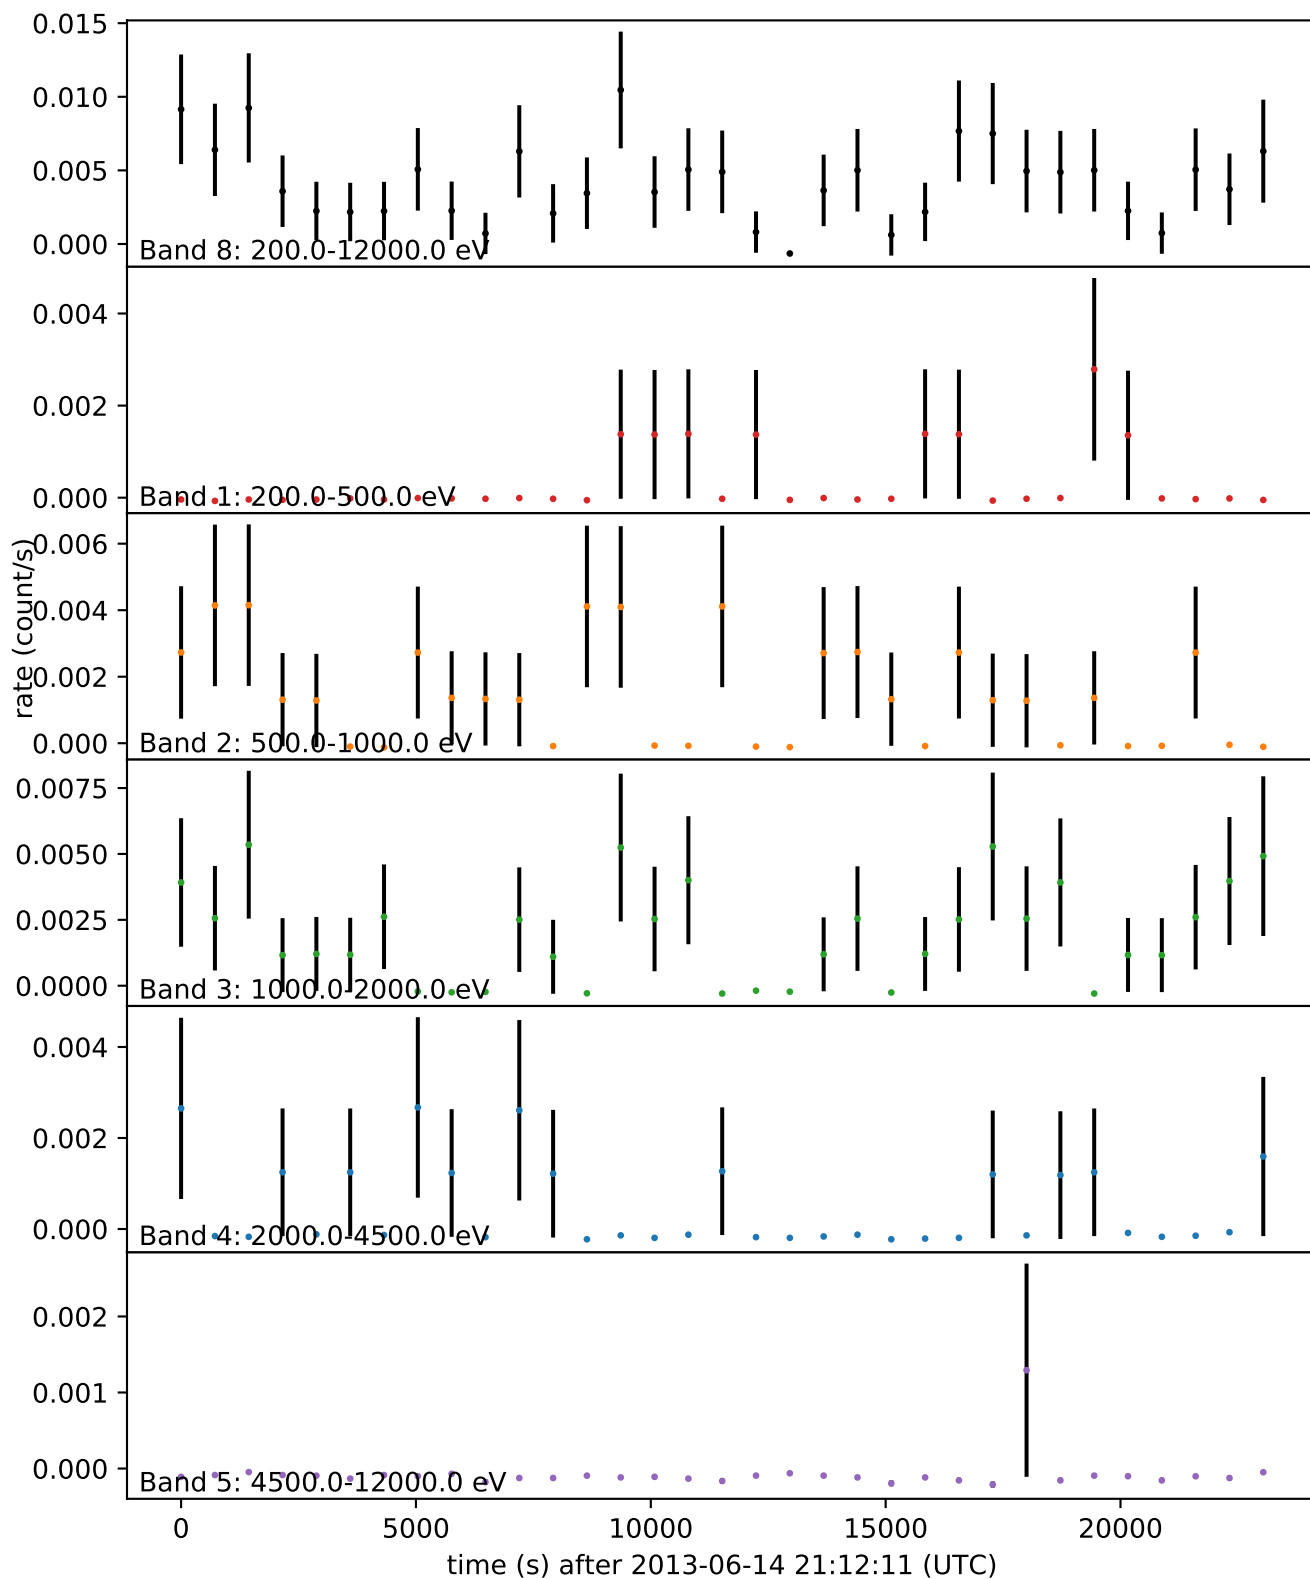 0.015
0.010
0.005
0.000
Band 8: 200.0-12000.0 eV
0.004
0.002
0.000
Band 1: 200.0-500.0 eV
rate (count/s)
0.006
0.004
0.002
0.000
Band 2: 500.0-1000.0 eV
0.0075
0.0050
0.0025
0.0000
Band 3: 1000.0-2000.0 eV
0.004
0.002
0.000
Band 4: 2000.0-4500.0 eV
0.002
0.001
0.000
Band 5: 4500.0-12000.0 eV
0 5000 10000 15000 20000
time (s) after 2013-06-14 21:12:11 (UTC)